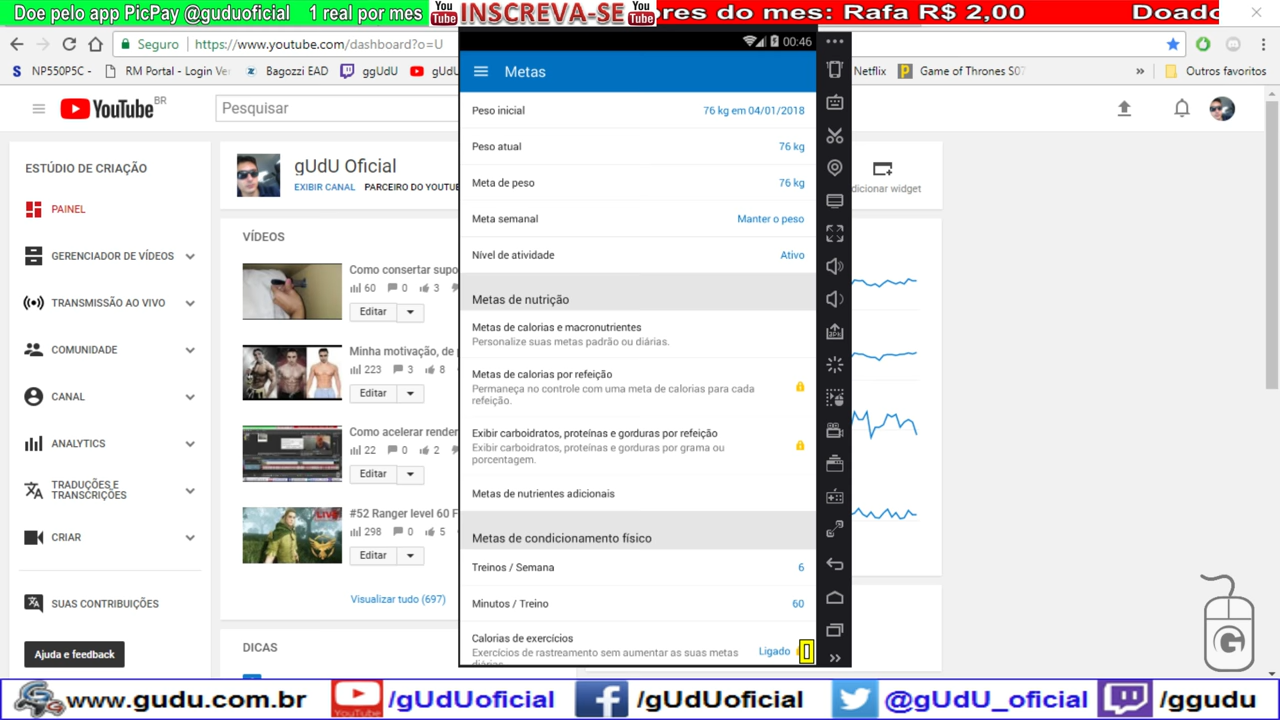 Doe pelo app PicPay @guduoficial 1 real por mes
You Tube INSCREVA-SE You Tube
ores do mes: Rafa R$ 2,00 Doado
Seguro https://www.youtube.com/dashboard?o=U
NP550P5C - RM Portal - Login Ver Bagozzi EAD ggUdU gUdU Netflix Game of Thrones S07 » Outros favoritos
YouTube BR
Pesquisar
ESTÚDIO DE CRIAÇÃO
PAINEL
GERENCIADOR DE VÍDEOS
TRANSMISSÃO AO VIVO
COMUNIDADE
CANAL
ANALYTICS
TRADUÇÕES E
TRANSCRIÇÕES
CRIAR
SUAS CONTRIBUIÇÕES
Ajuda e feedback
gUdU Oficial
EXIBIR CANAL PARCEIRO DO YOUTUBE
dicionar widget
VÍDEOS
Como consertar supo
60 0 3
Editar
Minha motivação, de p
223 3 8
Editar
Como acelerar render
22 0 2
Editar
#52 Ranger level 60 F
298 0 5
Editar
Visualizar tudo (697)
DICAS
00:46
Metas
Peso inicial 76 kg em 04/01/2018
Peso atual 76 kg
Meta de peso 76 kg
Meta semanal Manter o peso
Nível de atividade Ativo
Metas de nutrição
Metas de calorias e macronutrientes
Personalize suas metas padrão ou diárias.
Metas de calorias por refeição
Permaneça no controle com uma meta de calorias para cada
refeição.
Exibir carboidratos, proteínas e gorduras por refeição
Exibir carboidratos, proteínas e gorduras por grama ou
porcentagem.
Metas de nutrientes adicionais
Metas de condicionamento físico
Treinos / Semana 6
Minutos / Treino 60
Calorias de exercícios
Exercícios de rastreamento sem aumentar as suas metas
diárias. Ligado
www.gudu.com.br YouTube /gUdUoficial /gUdUoficial @gUdU_oficial /ggudu